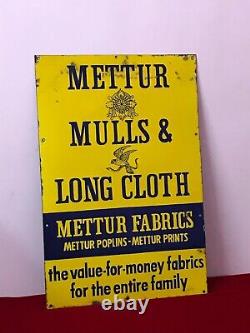 METTUR
MULLS &
LONG CLOTH
METTUR FABRICS
METTUR POPLINS-METTUR PRINTS
the value-for-money fabrics
for the entire family